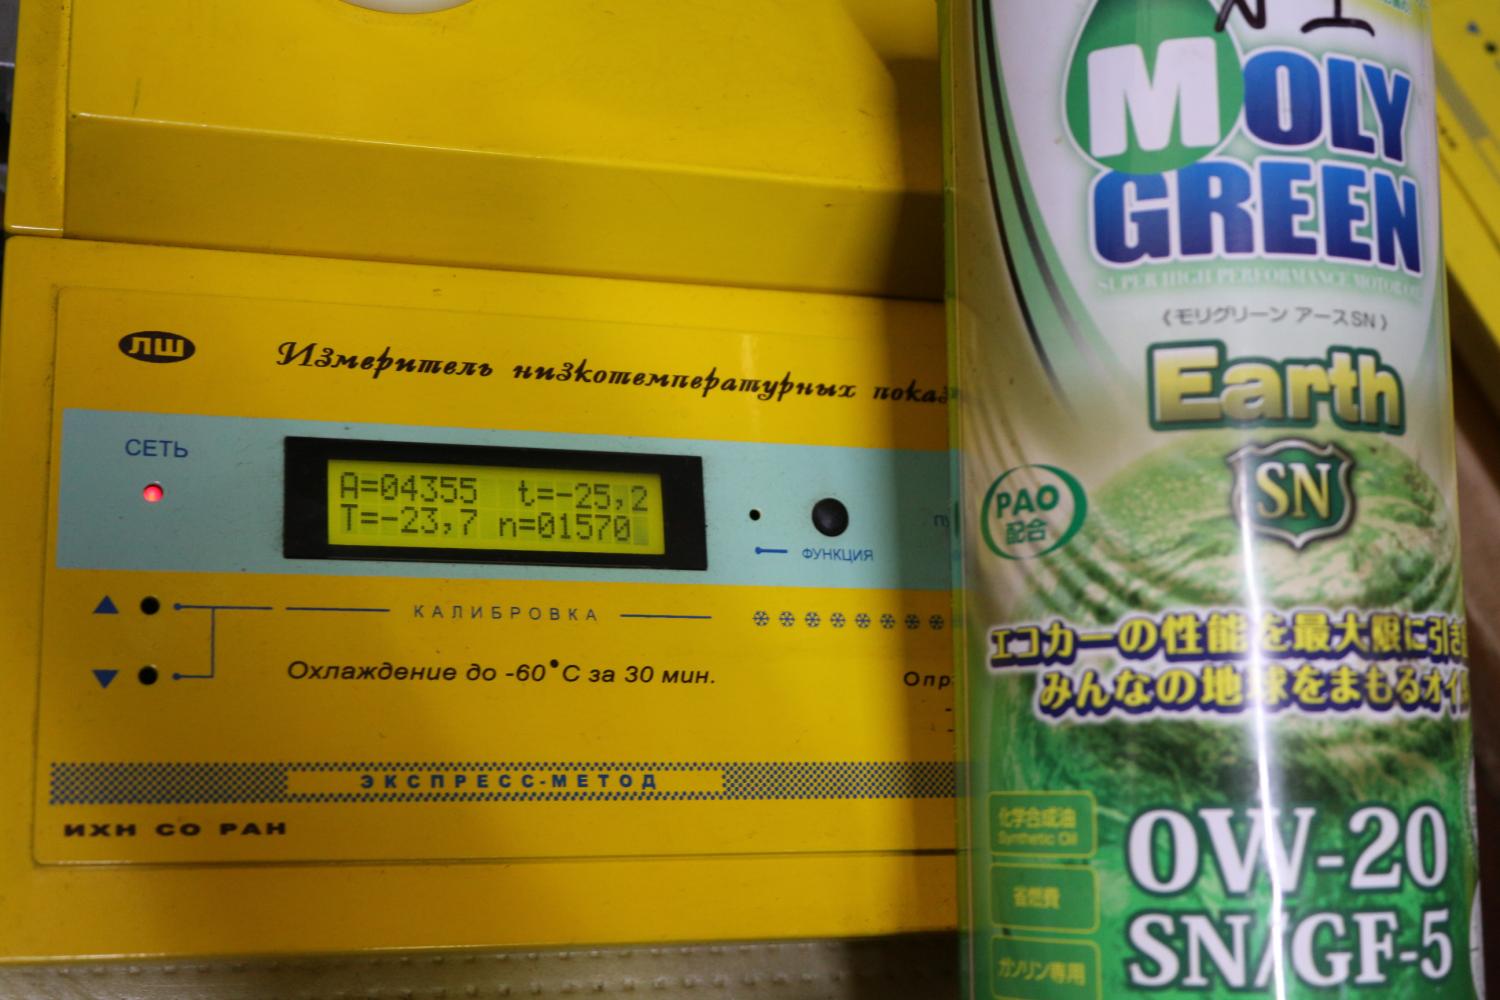 ЛШ
Измеритель низкотемпературных
СЕТЬ
A=04355 t=-25,2
T=-23,7 n=01570
ФУНКЦИЯ
КАЛИБРОВКА
Охлаждение до -60°С за 30 мин.
ЭКСПРЕСС-МЕТОД
ИХН СО РАН
MOLY
GREEN
SUPER HIGH PERFORMANCE MOTOR
《モリグリーン アースSN》
Earth
SN
PAO
配合
エコカーの性能を最大限に引き
みんなの地球をまもるオイ
化学合成油
Synthetic Oil
省燃費
ガソリン専用
0W-20
SN/GF-5